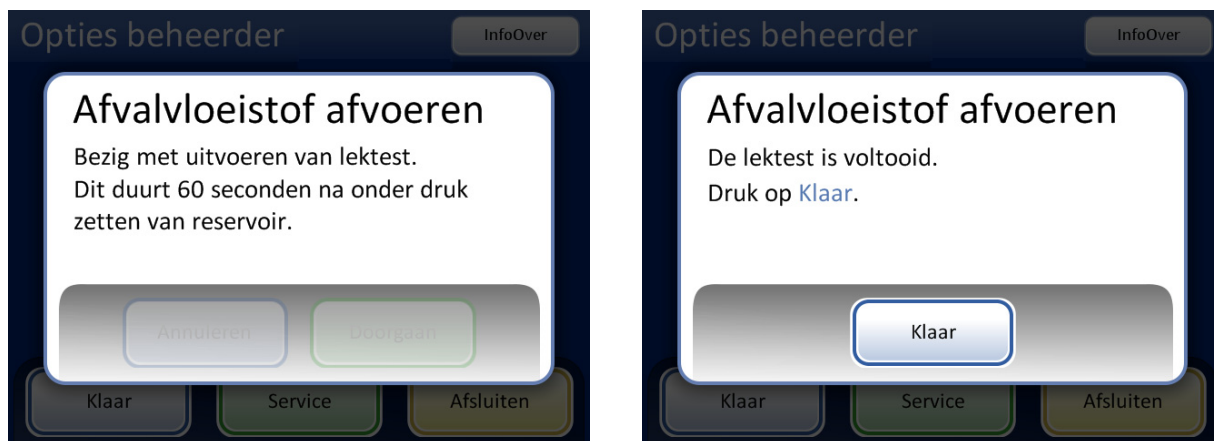 Opties beheerder
InfoOver
Afvalvloeistof afvoeren
Bezig met uitvoeren van lektest.
Dit duurt 60 seconden na onder druk
zetten van reservoir.
Annuleren
Doorgaan
Klaar
Service
Afsluiten
Opties beheerder
InfoOver
Afvalvloeistof afvoeren
De lektest is voltooid.
Druk op Klaar.
Klaar
Klaar
Service
Afsluiten